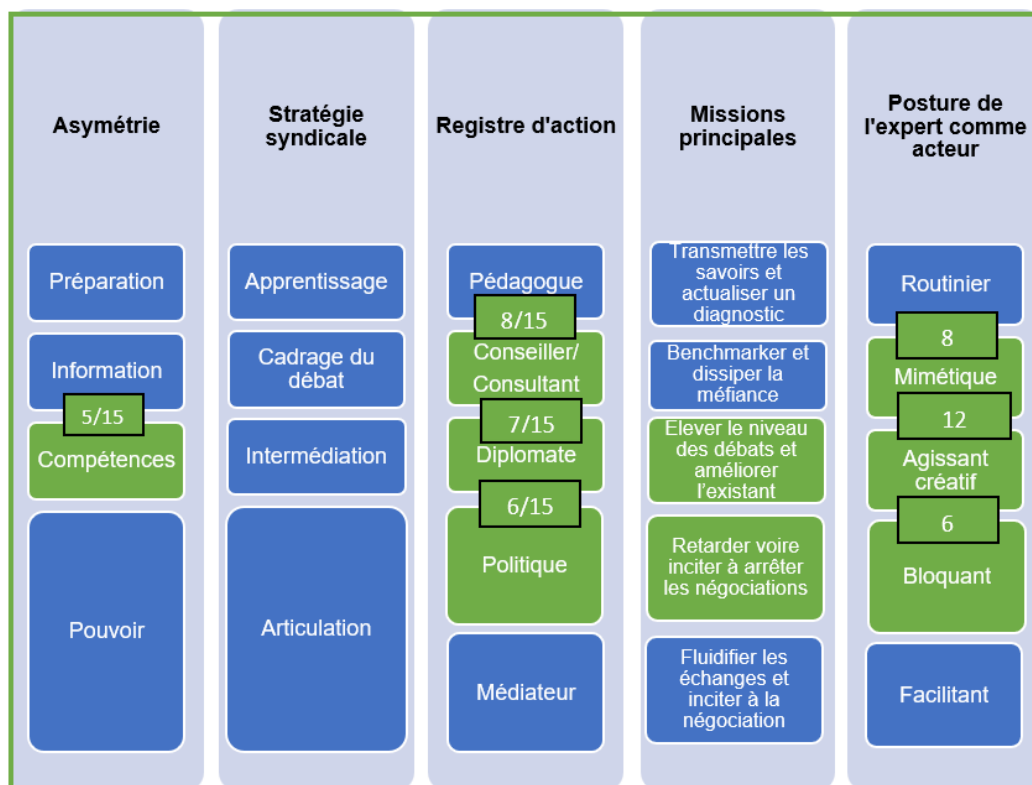 Asymétrie
Préparation
Information
5/15
Compétences
Pouvoir
Stratégie
syndicale
Apprentissage
Cadrage du
débat
Intermédiation
Articulation
Registre d'action
Pédagogue
8/15
Conseiller/
Consultant
7/15
Diplomate
6/15
Politique
Médiateur
Missions
principales
Transmettre les
savoirs et
actualiser un
diagnostic
Benchmarker et
dissiper la
méfiance
Elever le niveau
des débats et
améliorer
l'existant
Retarder voire
inciter à arrêter
les négociations
Fluidifier les
échanges et
inciter à la
négociation
Posture de
l'expert comme
acteur
Routinier
8
Mimétique
12
Agissant
créatif
6
Bloquant
Facilitant